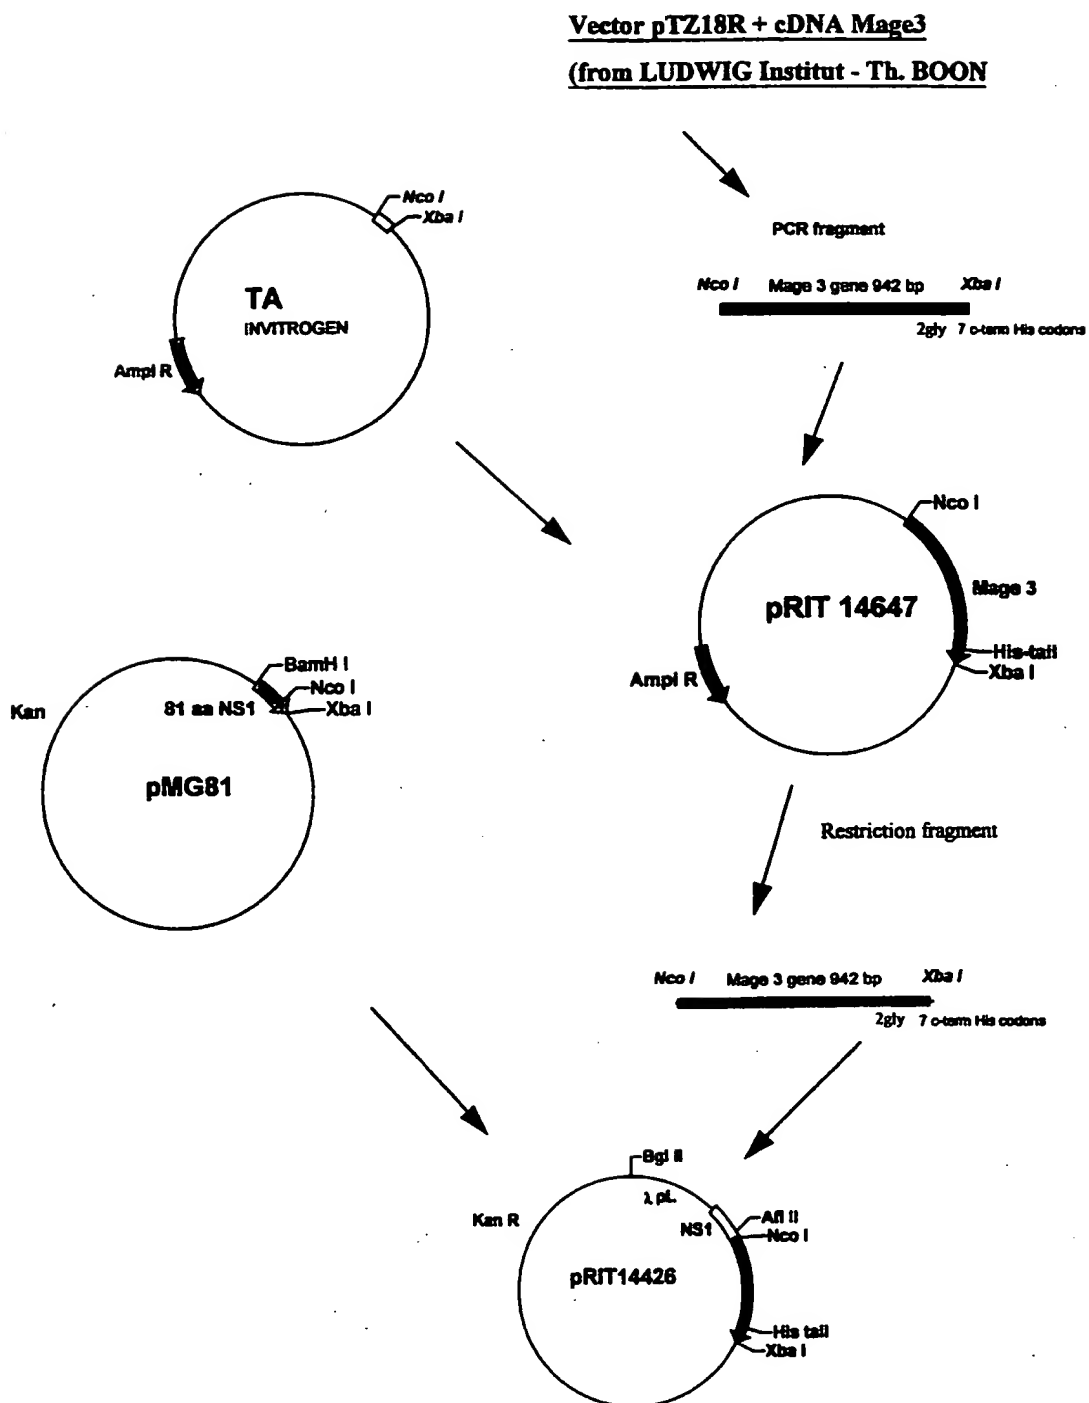 Vector pTZ18R + cDNA Mage3
(from LUDWIG Institut - Th. BOON
Nco I
Xba I
TA
INVITROGEN
Ampl R
PCR fragment
Nco I Mage 3 gene 942 bp Xba I
2gly 7 c-term His codons
Nco I
Mage 3
pRIT 14647
His-tail
Xba I
Ampl R
BamH I
Nco I
Xba I
81 aa NS1
Kan
pMG81
Restriction fragment
Nco I Mage 3 gene 942 bp Xba I
2gly 7 c-term His codons
Bgl II
λ pL
Kan R
NS1
Afl II
Nco I
pRIT14426
His tail
Xba I